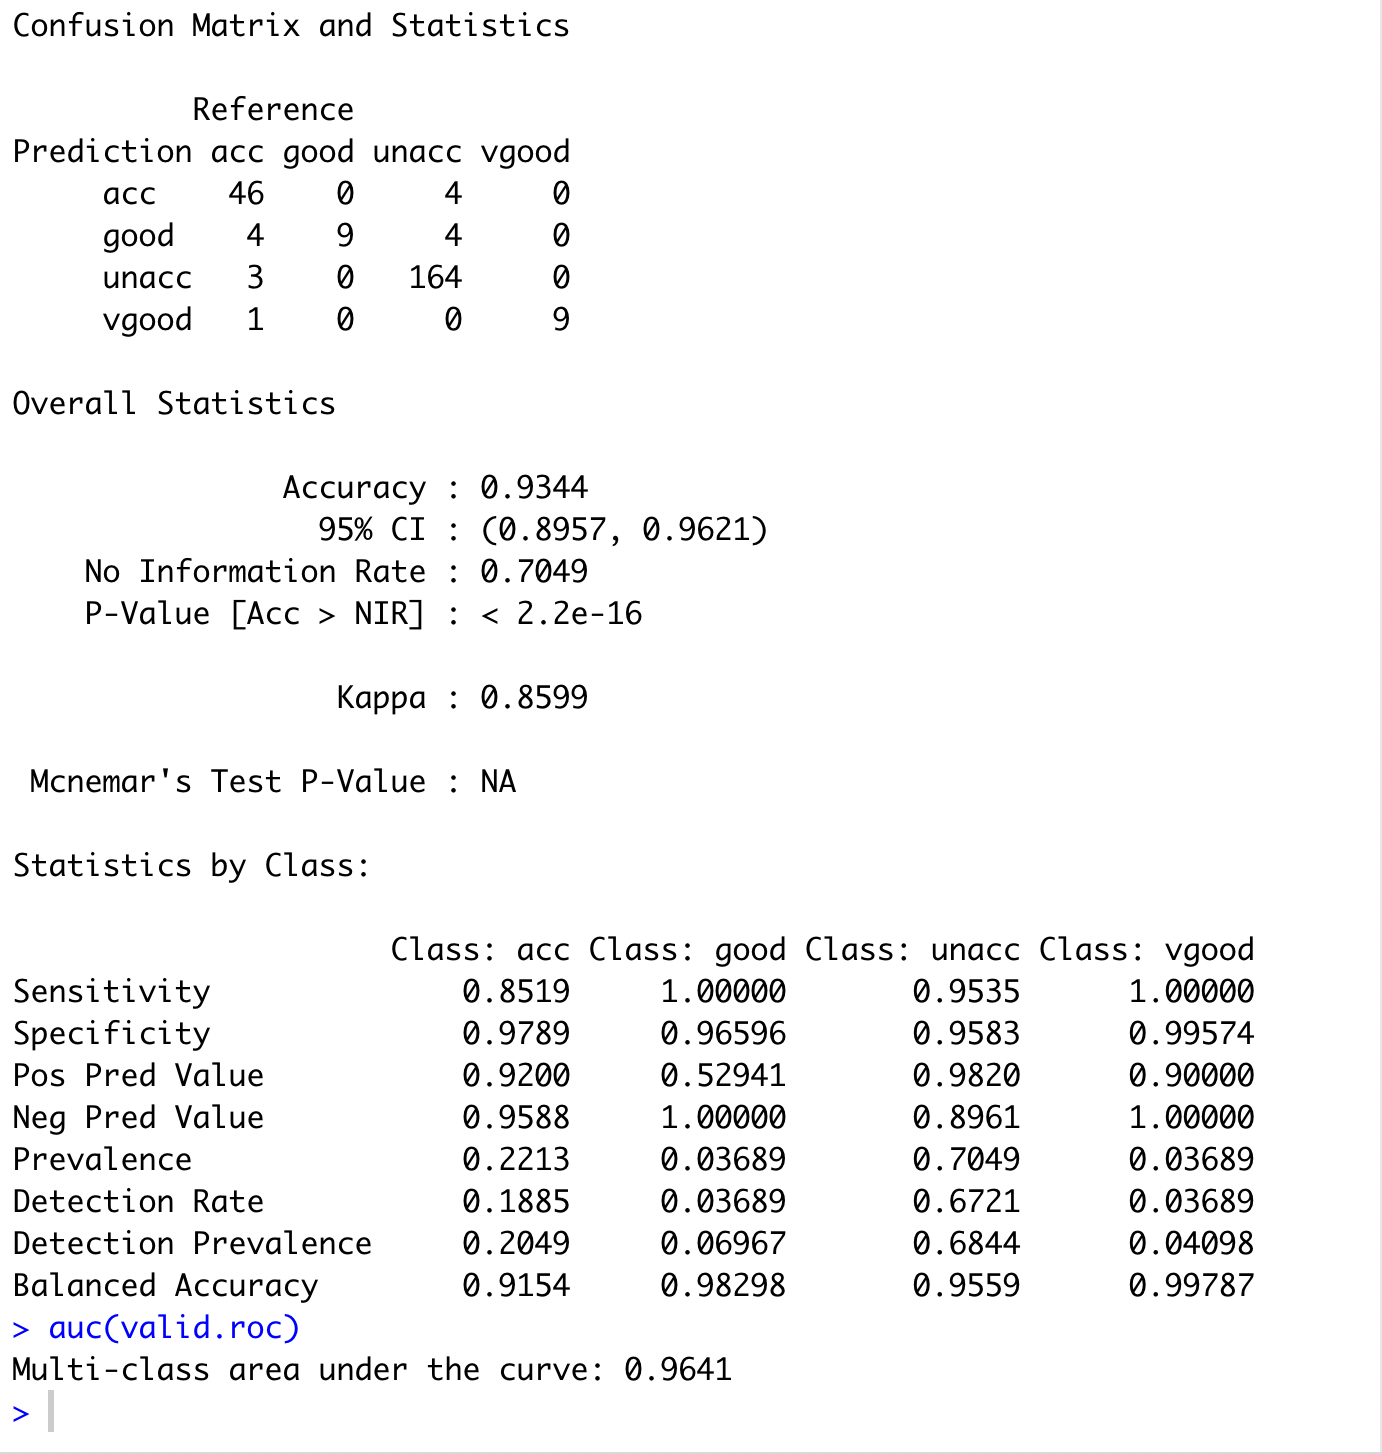 Confusion Matrix and Statistics

          Reference
Prediction acc good unacc vgood
     acc    46    0     4     0
     good    4    9     4     0
     unacc   3    0   164     0
     vgood   1    0     0     9

Overall Statistics

               Accuracy : 0.9344
                 95% CI : (0.8957, 0.9621)
    No Information Rate : 0.7049
    P-Value [Acc > NIR] : < 2.2e-16

                  Kappa : 0.8599

 Mcnemar's Test P-Value : NA

Statistics by Class:

                     Class: acc Class: good Class: unacc Class: vgood
Sensitivity              0.8519     1.00000       0.9535      1.00000
Specificity              0.9789     0.96596       0.9583      0.99574
Pos Pred Value           0.9200     0.52941       0.9820      0.90000
Neg Pred Value           0.9588     1.00000       0.8961      1.00000
Prevalence               0.2213     0.03689       0.7049      0.03689
Detection Rate           0.1885     0.03689       0.6721      0.03689
Detection Prevalence     0.2049     0.06967       0.6844      0.04098
Balanced Accuracy        0.9154     0.98298       0.9559      0.99787
> auc(valid.roc)
Multi-class area under the curve: 0.9641
>